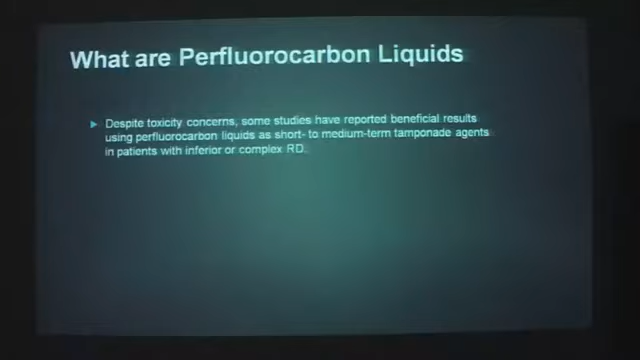 What are Perfluorocarbon Liquids
Despite toxicity concerns, some studies have reported beneficial results
using perfluorocarbon liquids as short- to medium-term tamponade agents
in patients with inferior or complex RD.